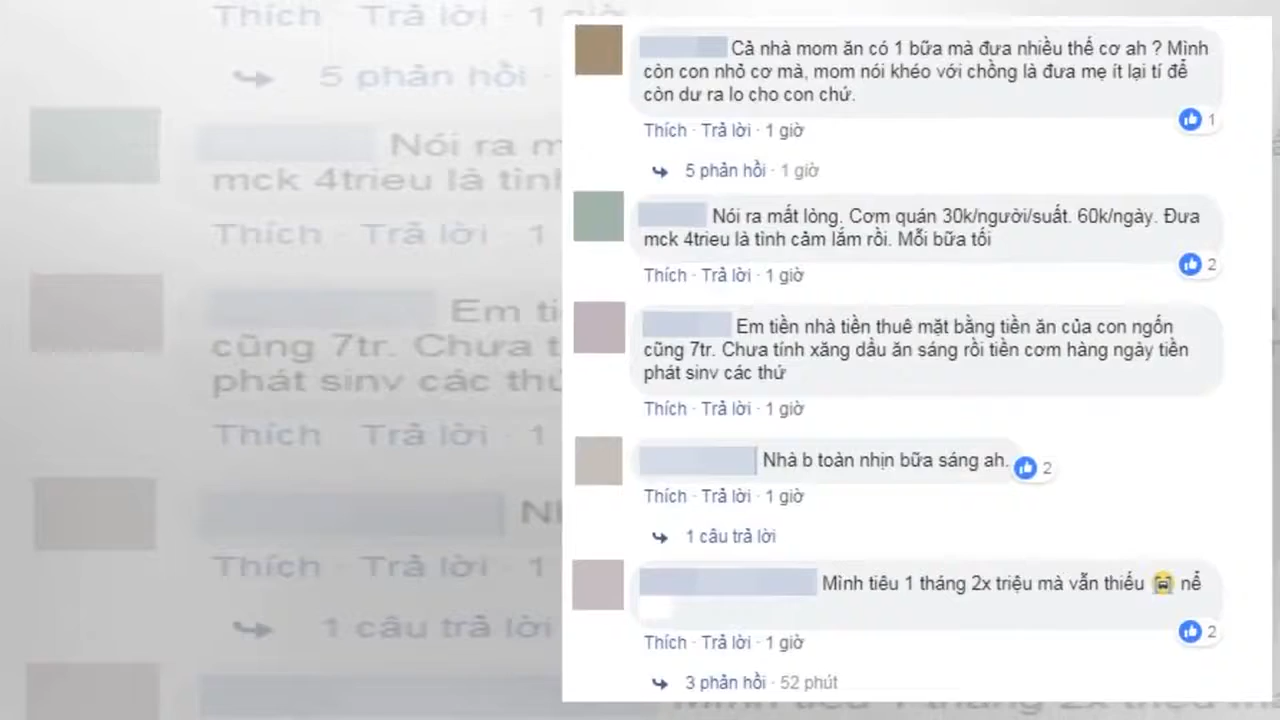 Thích · Trả lời · 1 giờ
5 phản hồi ·
Nói ra m
mck 4trieu là tình
Thích · Trả lời · 1
Em ti
cũng 7tr. Chưa t
phát sinv các thứ
Thích · Trả lời · 1
Nh
Thích · Trả lời · 1
1 câu trả lời
Mình tiêu 1 tháng 2x triệu m
Cả nhà mom ăn có 1 bữa mà đưa nhiều thế cơ ah ? Mình
còn con nhỏ cơ mà, mom nói khéo với chồng là đưa mẹ ít lại tí để
còn dư ra lo cho con chứ.
1
Thích · Trả lời · 1 giờ
5 phản hồi · 1 giờ
Nói ra mất lòng. Cơm quán 30k/người/suất. 60k/ngày. Đưa
mck 4trieu là tình cảm lắm rồi. Mỗi bữa tối
2
Thích · Trả lời · 1 giờ
Em tiền nhà tiền thuê mặt bằng tiền ăn của con ngốn
cũng 7tr. Chưa tính xăng dầu ăn sáng rồi tiền cơm hàng ngày tiền
phát sinv các thứ
Thích · Trả lời · 1 giờ
Nhà b toàn nhịn bữa sáng ah.
2
Thích · Trả lời · 1 giờ
1 câu trả lời
Mình tiêu 1 tháng 2x triệu mà vẫn thiếu 😭 nể
2
Thích · Trả lời · 1 giờ
3 phản hồi · 52 phút